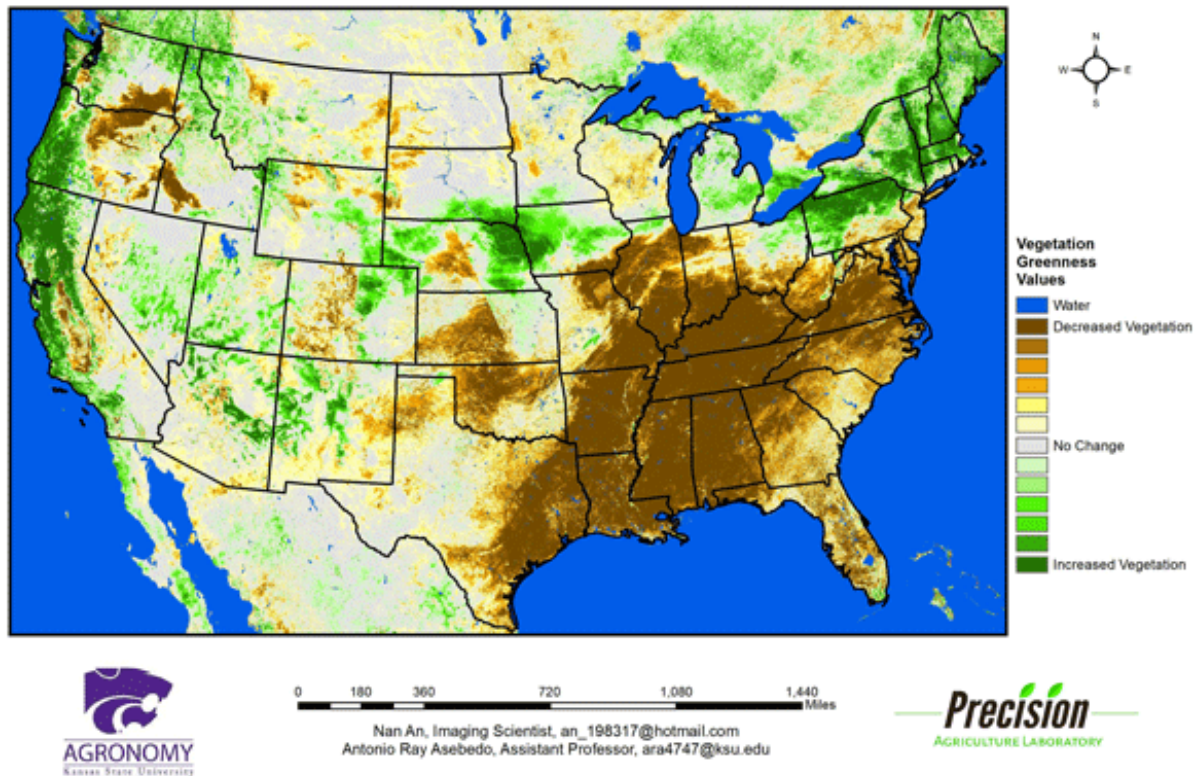 N
W
E
S
Vegetation
Greenness
Values
Water
Decreased Vegetation
No Change
Increased Vegetation
0 180 360 720 1,080 1,440
Miles
Nan An, Imaging Scientist, an_198317@hotmail.com
Antonio Ray Asebedo, Assistant Professor, ara4747@ksu.edu
AGRONOMY
Kansas State University
Precision
AGRICULTURE LABORATORY